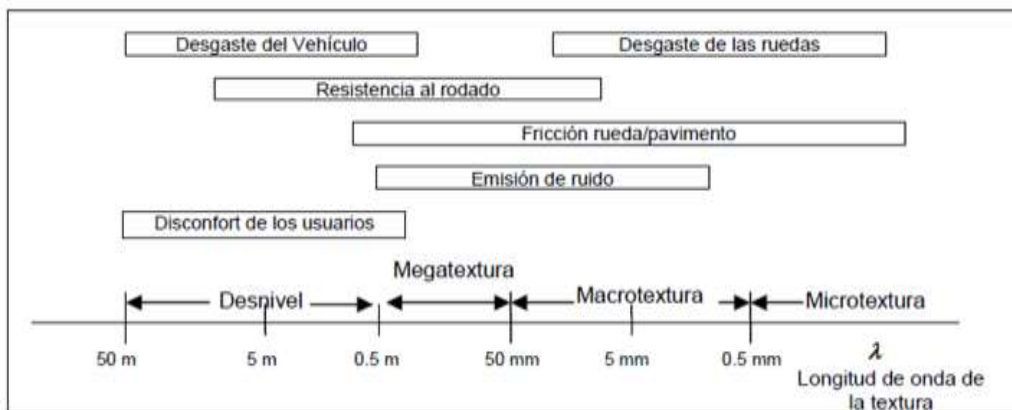 Desgaste del Vehículo
Desgaste de las ruedas
Resistencia al rodado
Fricción rueda/pavimento
Emisión de ruido
Disconfort de los usuarios
Megatextura
Desnivel
Macrotextura
Microtextura
50 m
5 m
0.5 m
50 mm
5 mm
0.5 mm
λ
Longitud de onda de
la textura